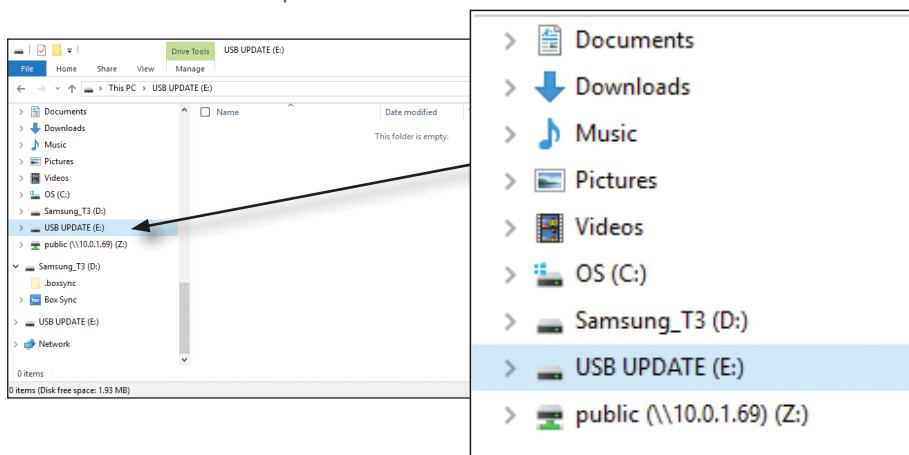 Drive Tools USB UPDATE (E:)
File Home Share View Manage
This PC > USB UPDATE (E:)
Name Date modified
This folder is empty.
Documents
Downloads
Music
Pictures
Videos
OS (C:)
Samsung_T3 (D:)
USB UPDATE (E:)
public (\\10.0.1.69) (Z:)
Samsung_T3 (D:)
.boxsync
Box Sync
USB UPDATE (E:)
Network
0 items
0 items (Disk free space: 1.93 MB)
Documents
Downloads
Music
Pictures
Videos
OS (C:)
Samsung_T3 (D:)
USB UPDATE (E:)
public (\\10.0.1.69) (Z:)